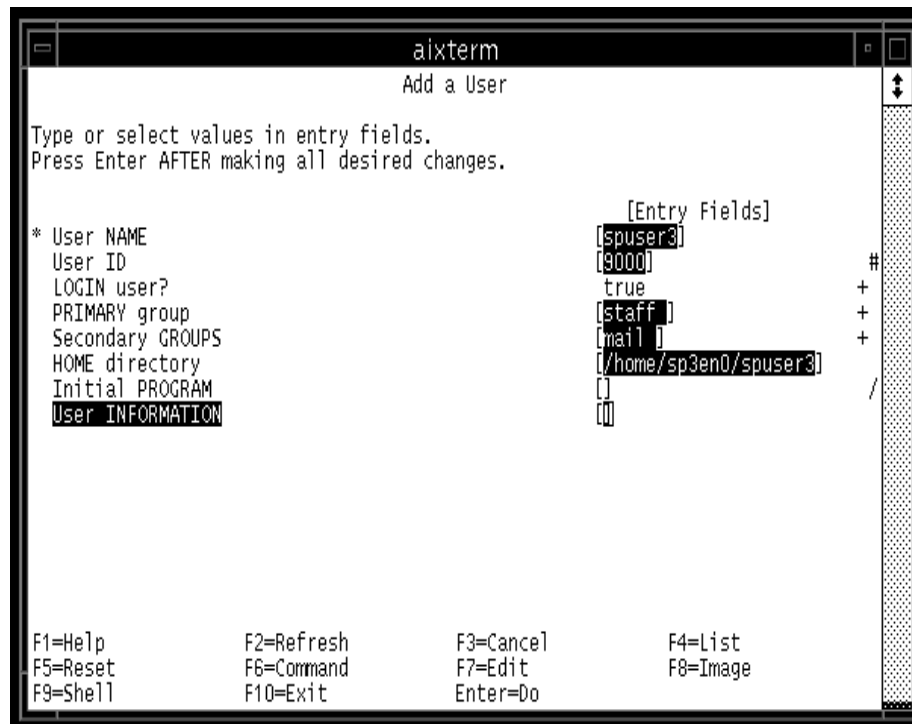 aixterm
Add a User
Type or select values in entry fields.
Press Enter AFTER making all desired changes.
[Entry Fields]
* User NAME [spuser3]
User ID [9000] #
LOGIN user? true +
PRIMARY group [staff ] +
Secondary GROUPS [mail ] +
HOME directory [/home/sp3en0/spuser3]
Initial PROGRAM [] /
User INFORMATION []
F1=Help F2=Refresh F3=Cancel F4=List
F5=Reset F6=Command F7=Edit F8=Image
F9=Shell F10=Exit Enter=Do